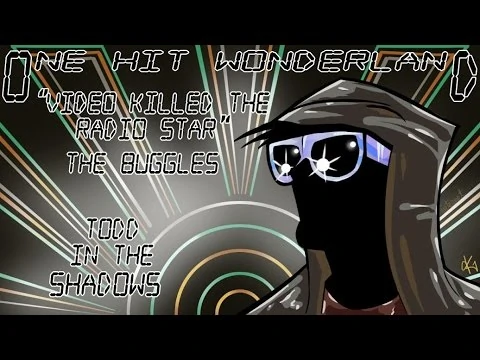 ONE HIT WONDERLAND
"VIDEO KILLED THE
RADIO STAR"
THE BUGGLES
TODD
IN THE
SHADOWS